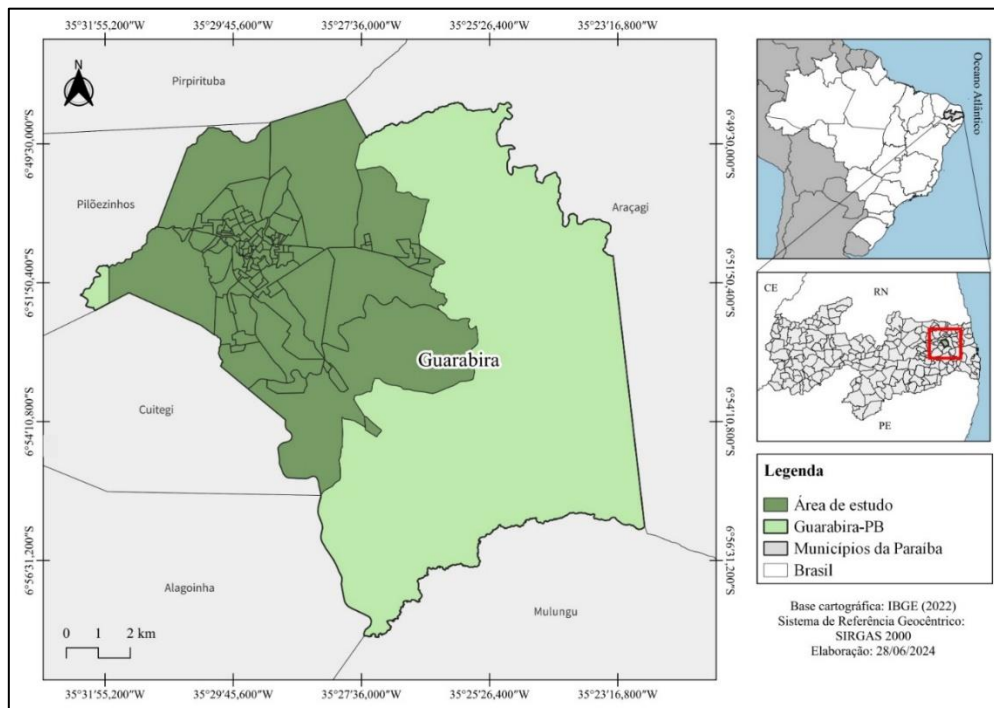 35°31'55,200"W 35°29'45,600"W 35°27'36,000"W 35°25'26,400"W 35°23'16,800"W
N
Pirpirituba
6°49'30,000"S
6°49'30,000"S
Pilõezinhos
Araçagi
6°51'50,400"S
6°51'50,400"S
Guarabira
Cuitegi
6°54'10,800"S
6°54'10,800"S
6°56'31,200"S
6°56'31,200"S
Alagoinha
Mulungu
0 1 2 km
35°31'55,200"W 35°29'45,600"W 35°27'36,000"W 35°25'26,400"W 35°23'16,800"W
Oceano Atlântico
CE
RN
PE
Legenda
Área de estudo
Guarabira-PB
Municípios da Paraíba
Brasil
Base cartográfica: IBGE (2022)
Sistema de Referência Geocêntrico:
SIRGAS 2000
Elaboração: 28/06/2024